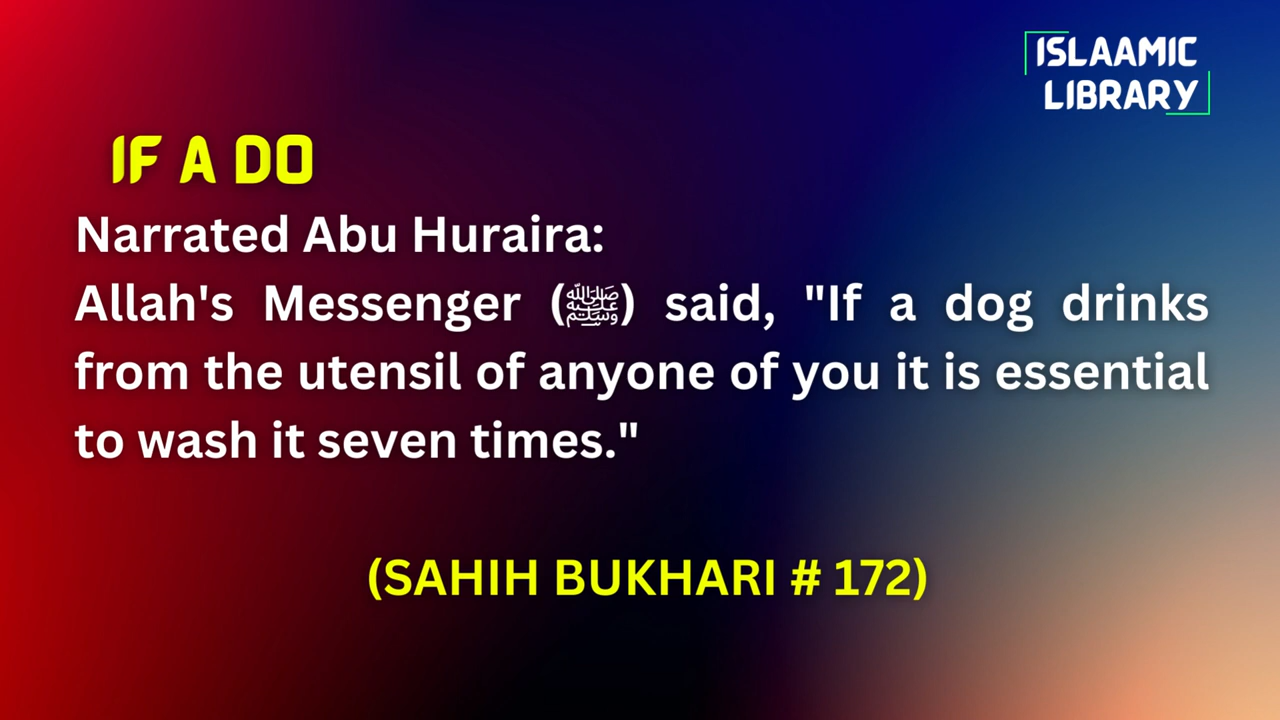 ISLAAMIC
LIBRARY
IF A DO
Narrated Abu Huraira:
Allah's Messenger (ﷺ) said, "If a dog drinks
from the utensil of anyone of you it is essential
to wash it seven times."
(SAHIH BUKHARI # 172)